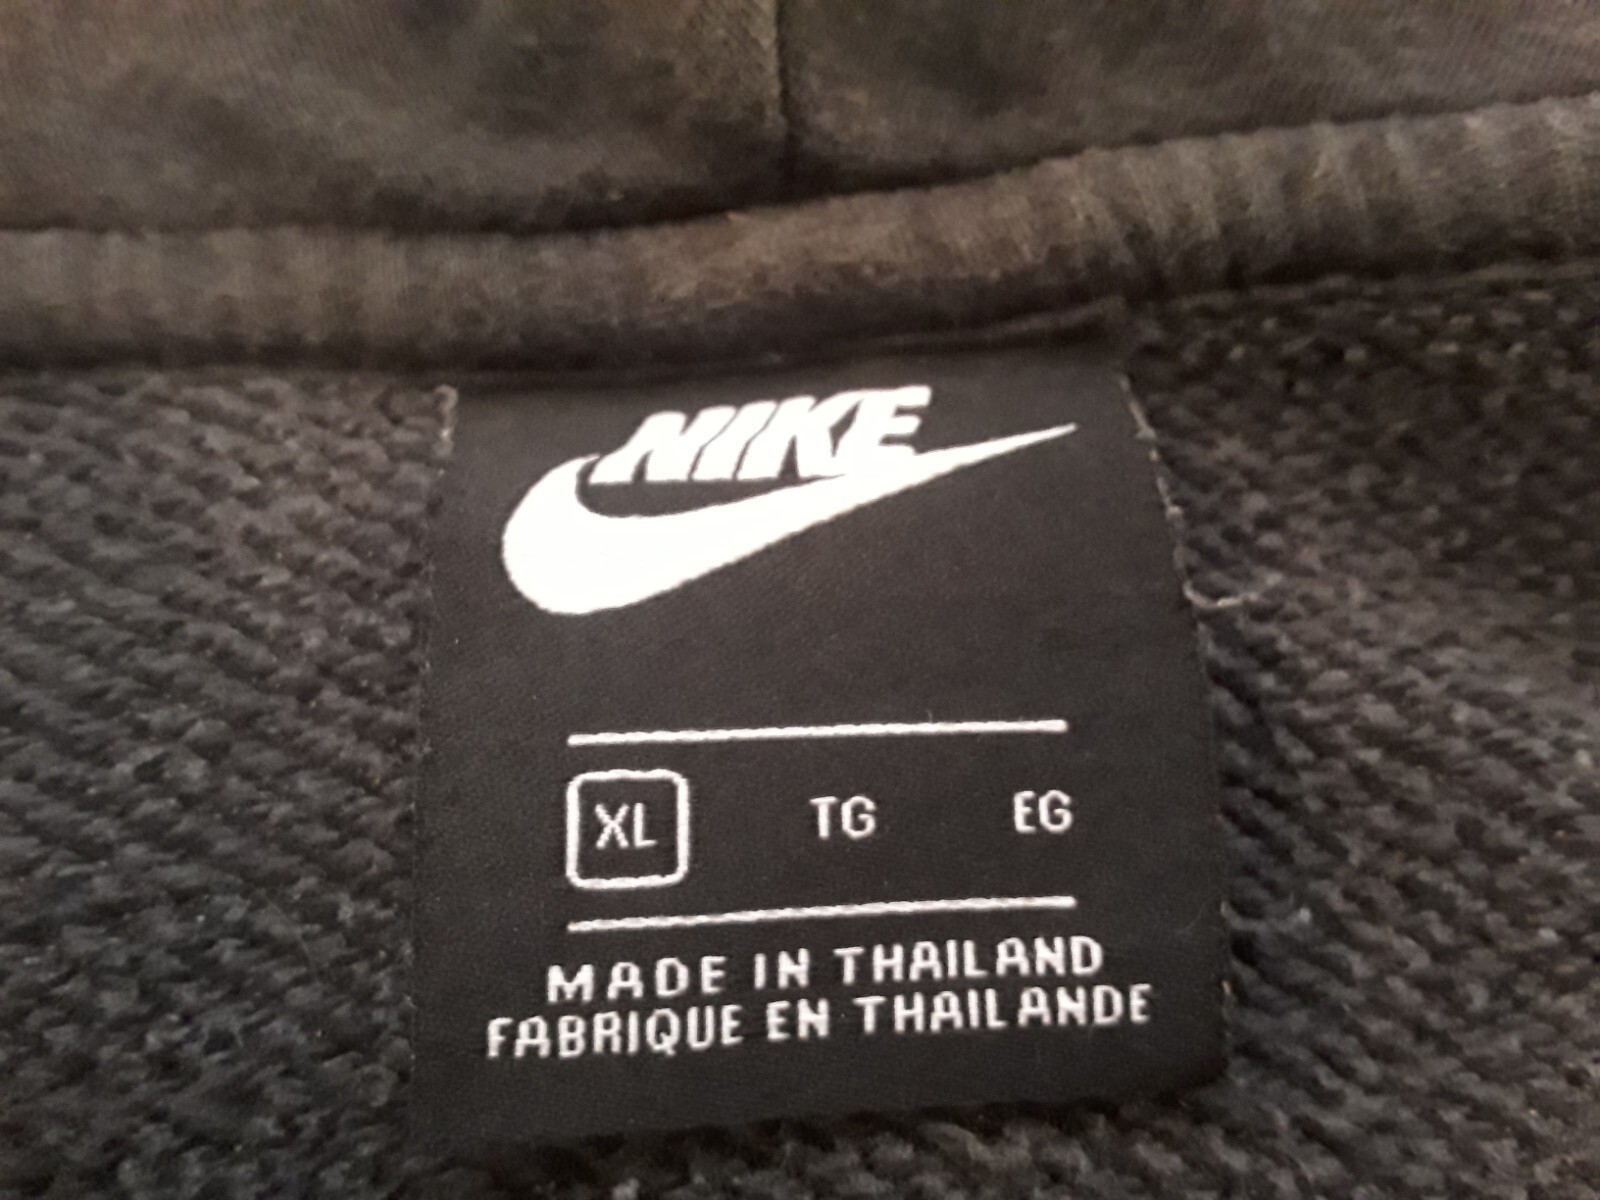 NIKE
XL TG EG
MADE IN THAILAND
FABRIQUE EN THAILANDE